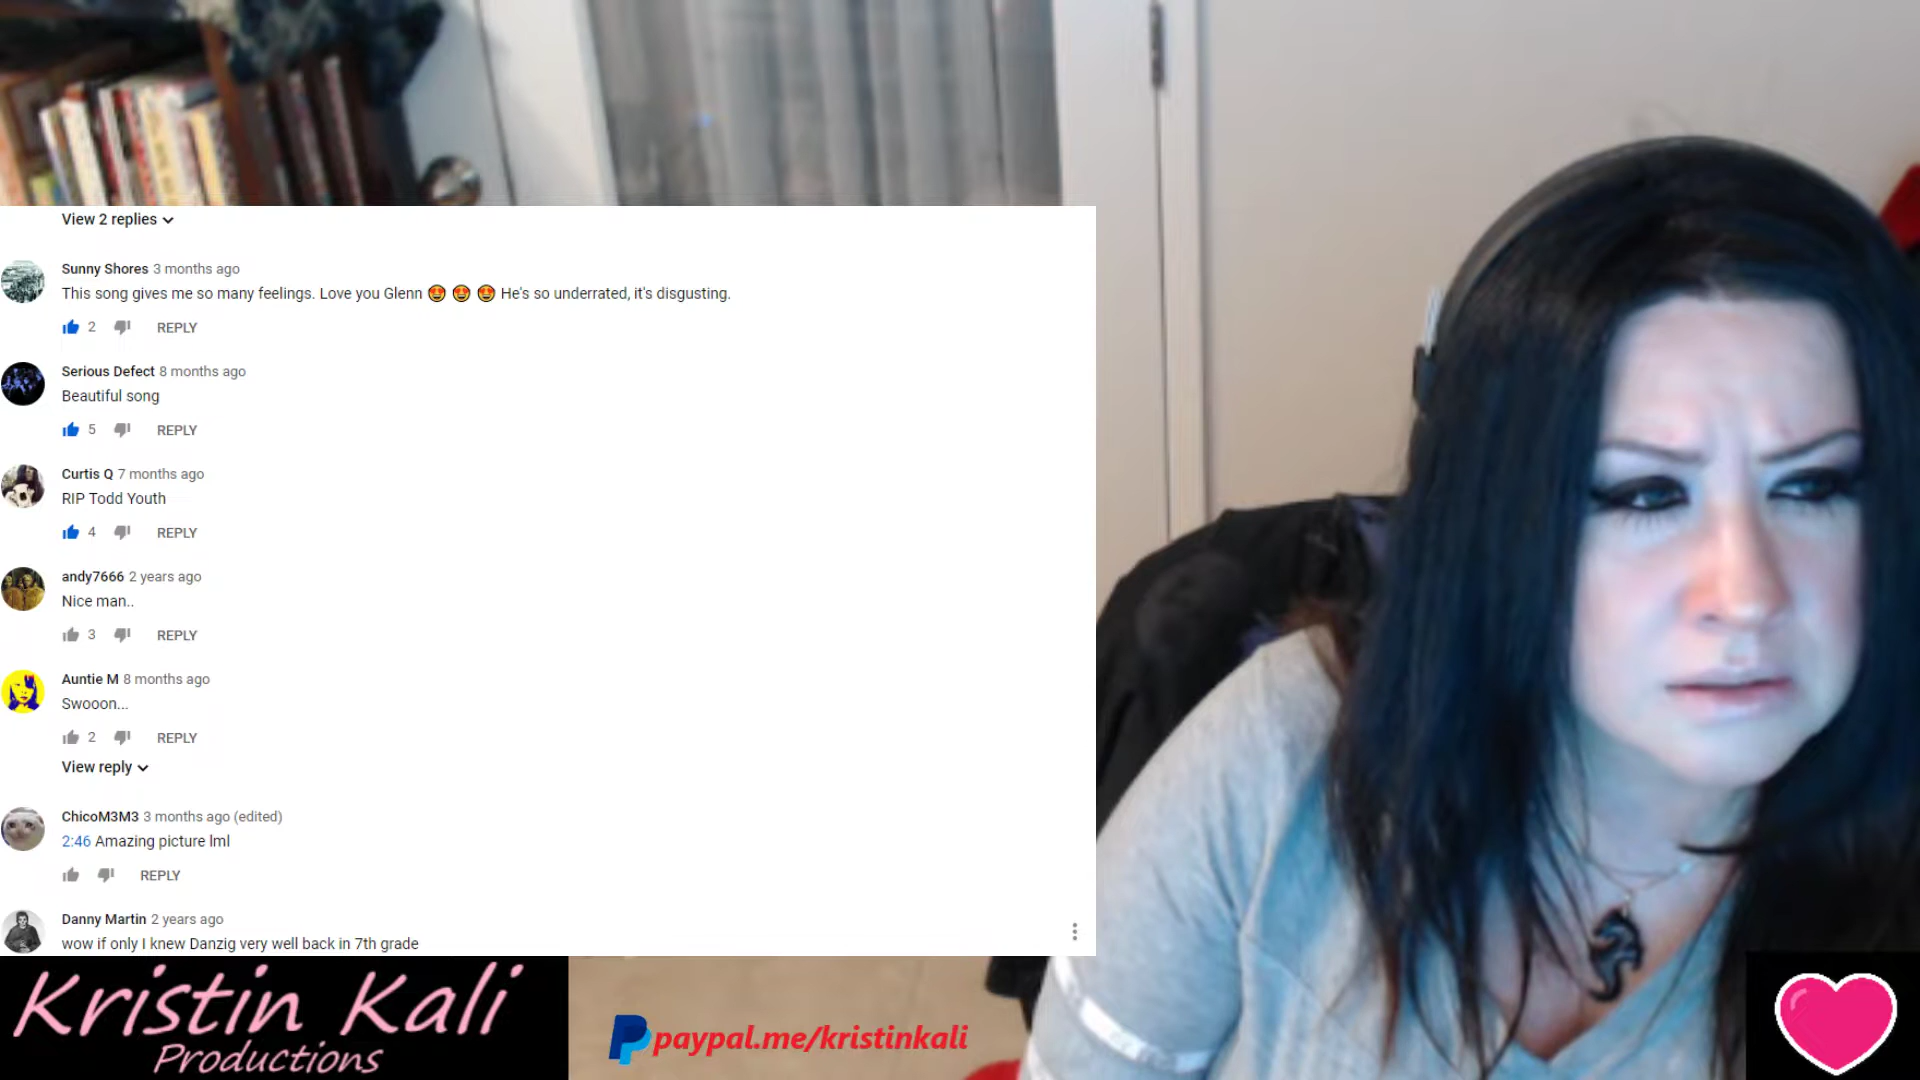 View 2 replies
Sunny Shores 3 months ago
This song gives me so many feelings. Love you Glenn 😍 😍 😍 He's so underrated, it's disgusting.
2 REPLY
Serious Defect 8 months ago
Beautiful song
5 REPLY
Curtis Q 7 months ago
RIP Todd Youth
4 REPLY
andy7666 2 years ago
Nice man..
3 REPLY
Auntie M 8 months ago
Swooon...
2 REPLY
View reply
ChicoM3M3 3 months ago (edited)
2:46 Amazing picture lml
REPLY
Danny Martin 2 years ago
wow if only I knew Danzig very well back in 7th grade
Kristin Kali
Productions
paypal.me/kristinkali